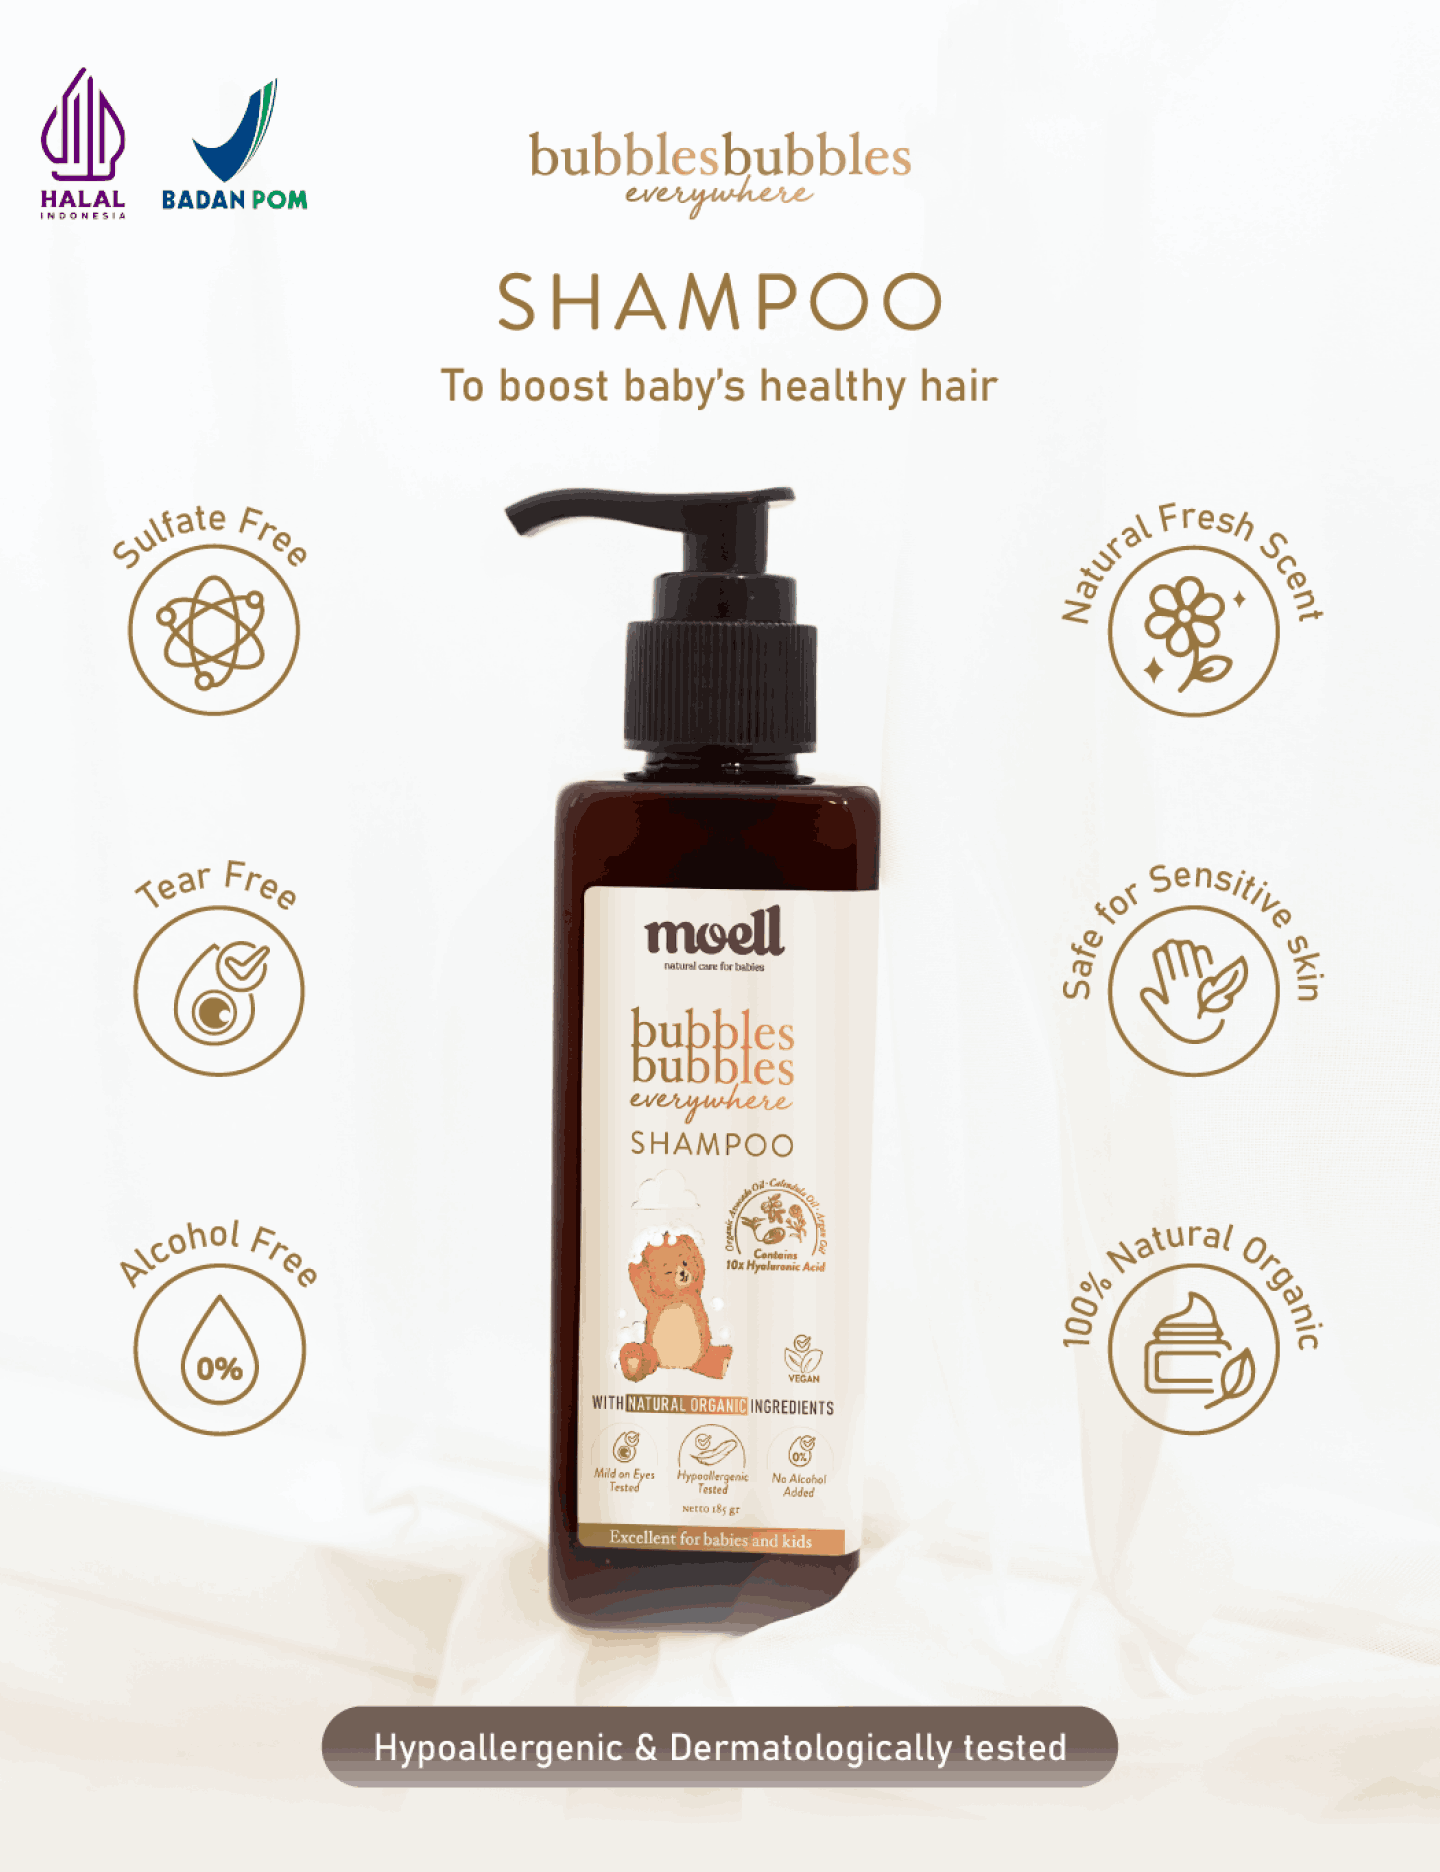 HALAL
INDONESIA
BADAN POM
bubblesbubbles
everywhere
SHAMPOO
To boost baby's healthy hair
Sulfate Free
Natural Fresh Scent
Tear Free
Safe for Sensitive skin
Alcohol Free
0%
100% Natural Organic
moell
natural care for babies
bubbles
bubbles
everywhere
SHAMPOO
Organic Avocado Oil · Calendula Oil · Argan Oil
Contains
10x Hyaluronic Acid
VEGAN
WITH NATURAL ORGANIC INGREDIENTS
0%
Mild on Eyes
Tested
Hypoallergenic
Tested
No Alcohol
Added
Netto 185 gr
Excellent for babies and kids
Hypoallergenic & Dermatologically tested